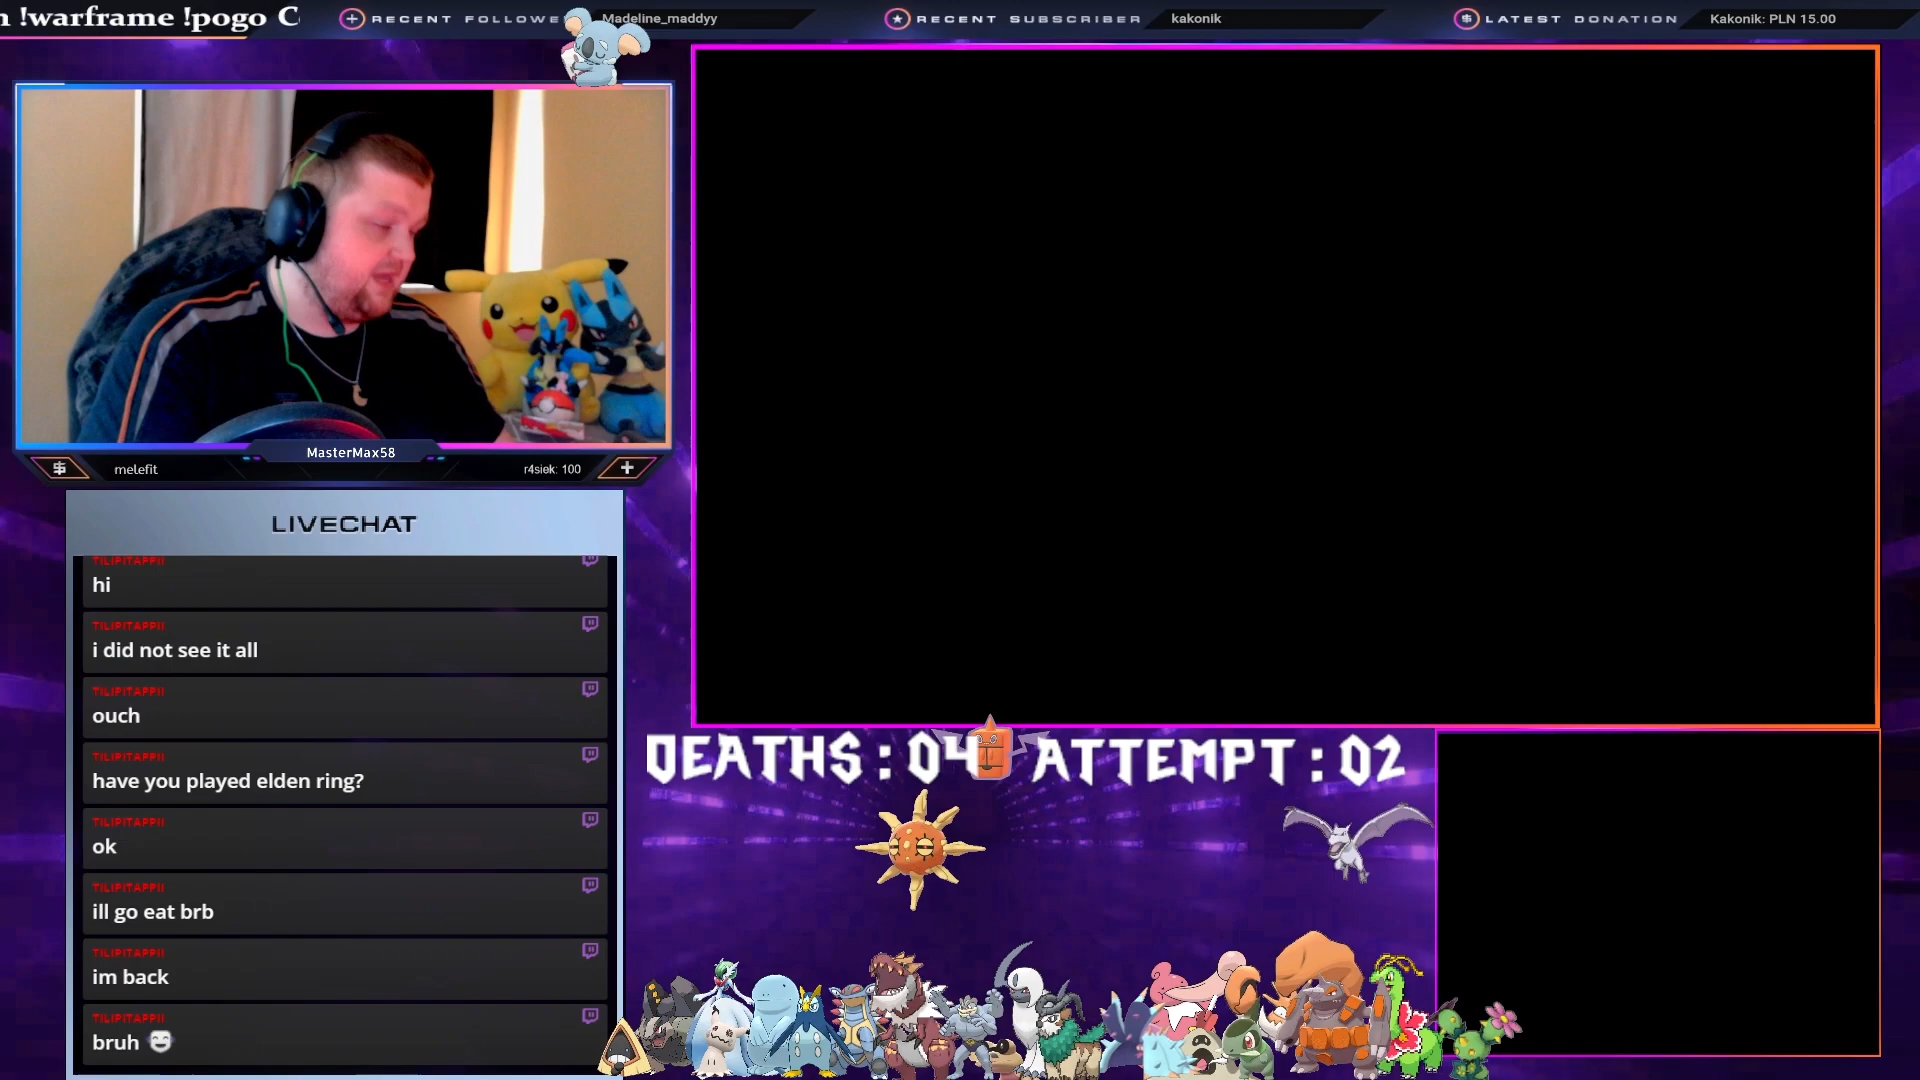 n !warframe !pogo C
RECENT FOLLOWE
Madeline_maddyy
RECENT SUBSCRIBER
kakonik
LATEST DONATION
Kakonik: PLN 15.00
MasterMax58
melefit
r4siek: 100
LIVECHAT
TILIPITAPPII
hi
TILIPITAPPII
i did not see it all
TILIPITAPPII
ouch
TILIPITAPPII
have you played elden ring?
TILIPITAPPII
ok
TILIPITAPPII
ill go eat brb
TILIPITAPPII
im back
TILIPITAPPII
bruh
DEATHS:04
ATTEMPT:02